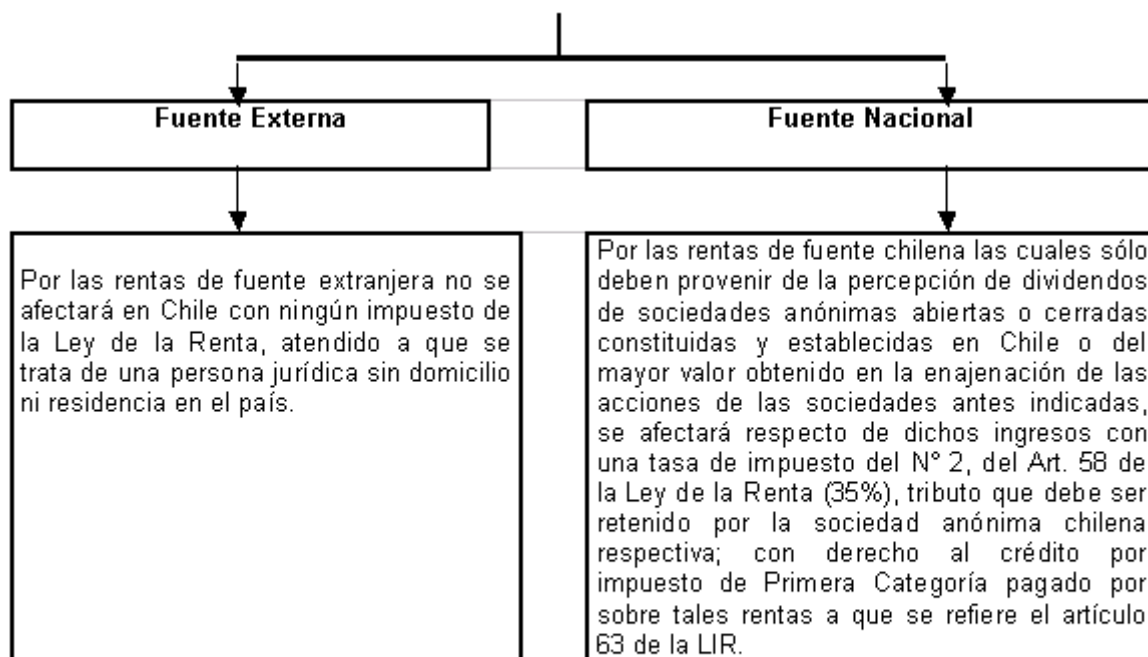 Fuente Externa
Fuente Nacional
Por las rentas de fuente extranjera no se
afectará en Chile con ningún impuesto de
la Ley de la Renta, atendido a que se
trata de una persona jurídica sin domicilio
ni residencia en el país.
Por las rentas de fuente chilena las cuales sólo
deben provenir de la percepción de dividendos
de sociedades anónimas abiertas o cerradas
constituidas y establecidas en Chile o del
mayor valor obtenido en la enajenación de las
acciones de las sociedades antes indicadas,
se afectará respecto de dichos ingresos con
una tasa de impuesto del N° 2, del Art. 58 de
la Ley de la Renta (35%), tributo que debe ser
retenido por la sociedad anónima chilena
respectiva; con derecho al crédito por
impuesto de Primera Categoría pagado por
sobre tales rentas a que se refiere el artículo
63 de la LIR.